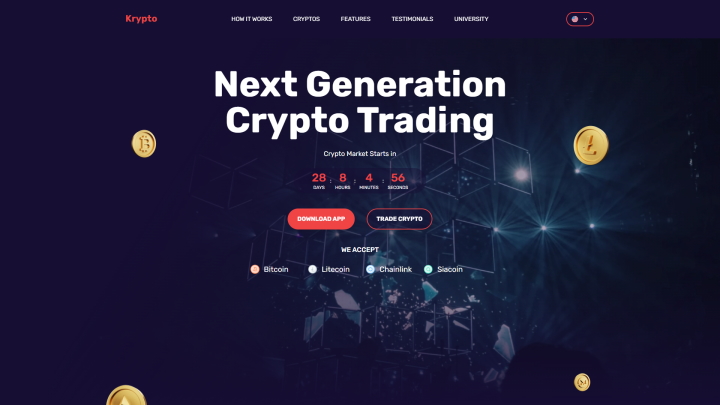 Krypto
HOW IT WORKS
CRYPTOS
FEATURES
TESTIMONIALS
UNIVERSITY
Next Generation
Crypto Trading
Crypto Market Starts in
28 : 8 : 4 : 56
DAYS HOURS MINUTES SECONDS
DOWNLOAD APP
TRADE CRYPTO
WE ACCEPT
Bitcoin
Litecoin
Chainlink
Siacoin